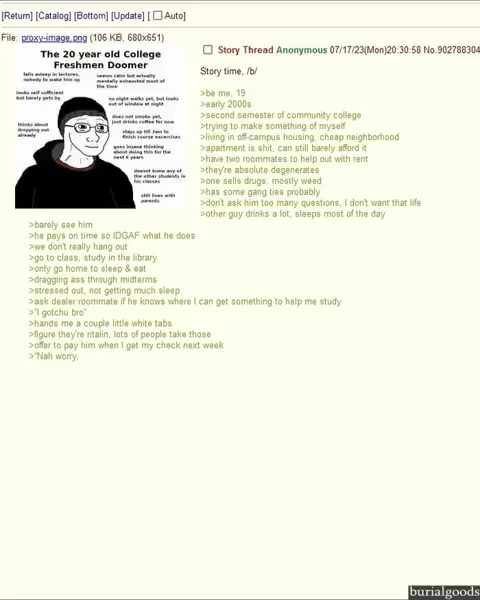 [Return] [Catalog] [Bottom] [Update] [ Auto]
File: proxy-image.png (106 KB, 680x651)
The 20 year old College
Freshmen Doomer
falls asleep in lectures,
nobody to wake him up
seems calm but actually
mentally exhausted most of
the time
looks self sufficient
but barely gets by
no night walks yet, but looks
out of window at night
does not smoke yet,
just drinks coffee for now
thinks about
dropping out
already
stays up till 3am to
finish course excercises
goes insane thinking
about doing this for the
next 6 years
doesnt know any of
the other students in
his classes
still lives with
parents
Story Thread Anonymous 07/17/23(Mon)20:30:58 No.902788304
Story time, /b/
>be me, 19
>early 2000s
>second semester of community college
>trying to make something of myself
>living in off-campus housing, cheap neighborhood
>apartment is shit, can still barely afford it
>have two roommates to help out with rent
>they're absolute degenerates
>one sells drugs, mostly weed
>has some gang ties probably
>don't ask him too many questions, I don't want that life
>other guy drinks a lot, sleeps most of the day
>barely see him
>he pays on time so IDGAF what he does
>we don't really hang out
>go to class, study in the library
>only go home to sleep & eat
>dragging ass through midterms
>stressed out, not getting much sleep
>ask dealer roommate if he knows where I can get something to help me study
>"I gotchu bro"
>hands me a couple little white tabs
>figure they're ritalin, lots of people take those
>offer to pay him when I get my check next week
>"Nah worry,
burialgoods